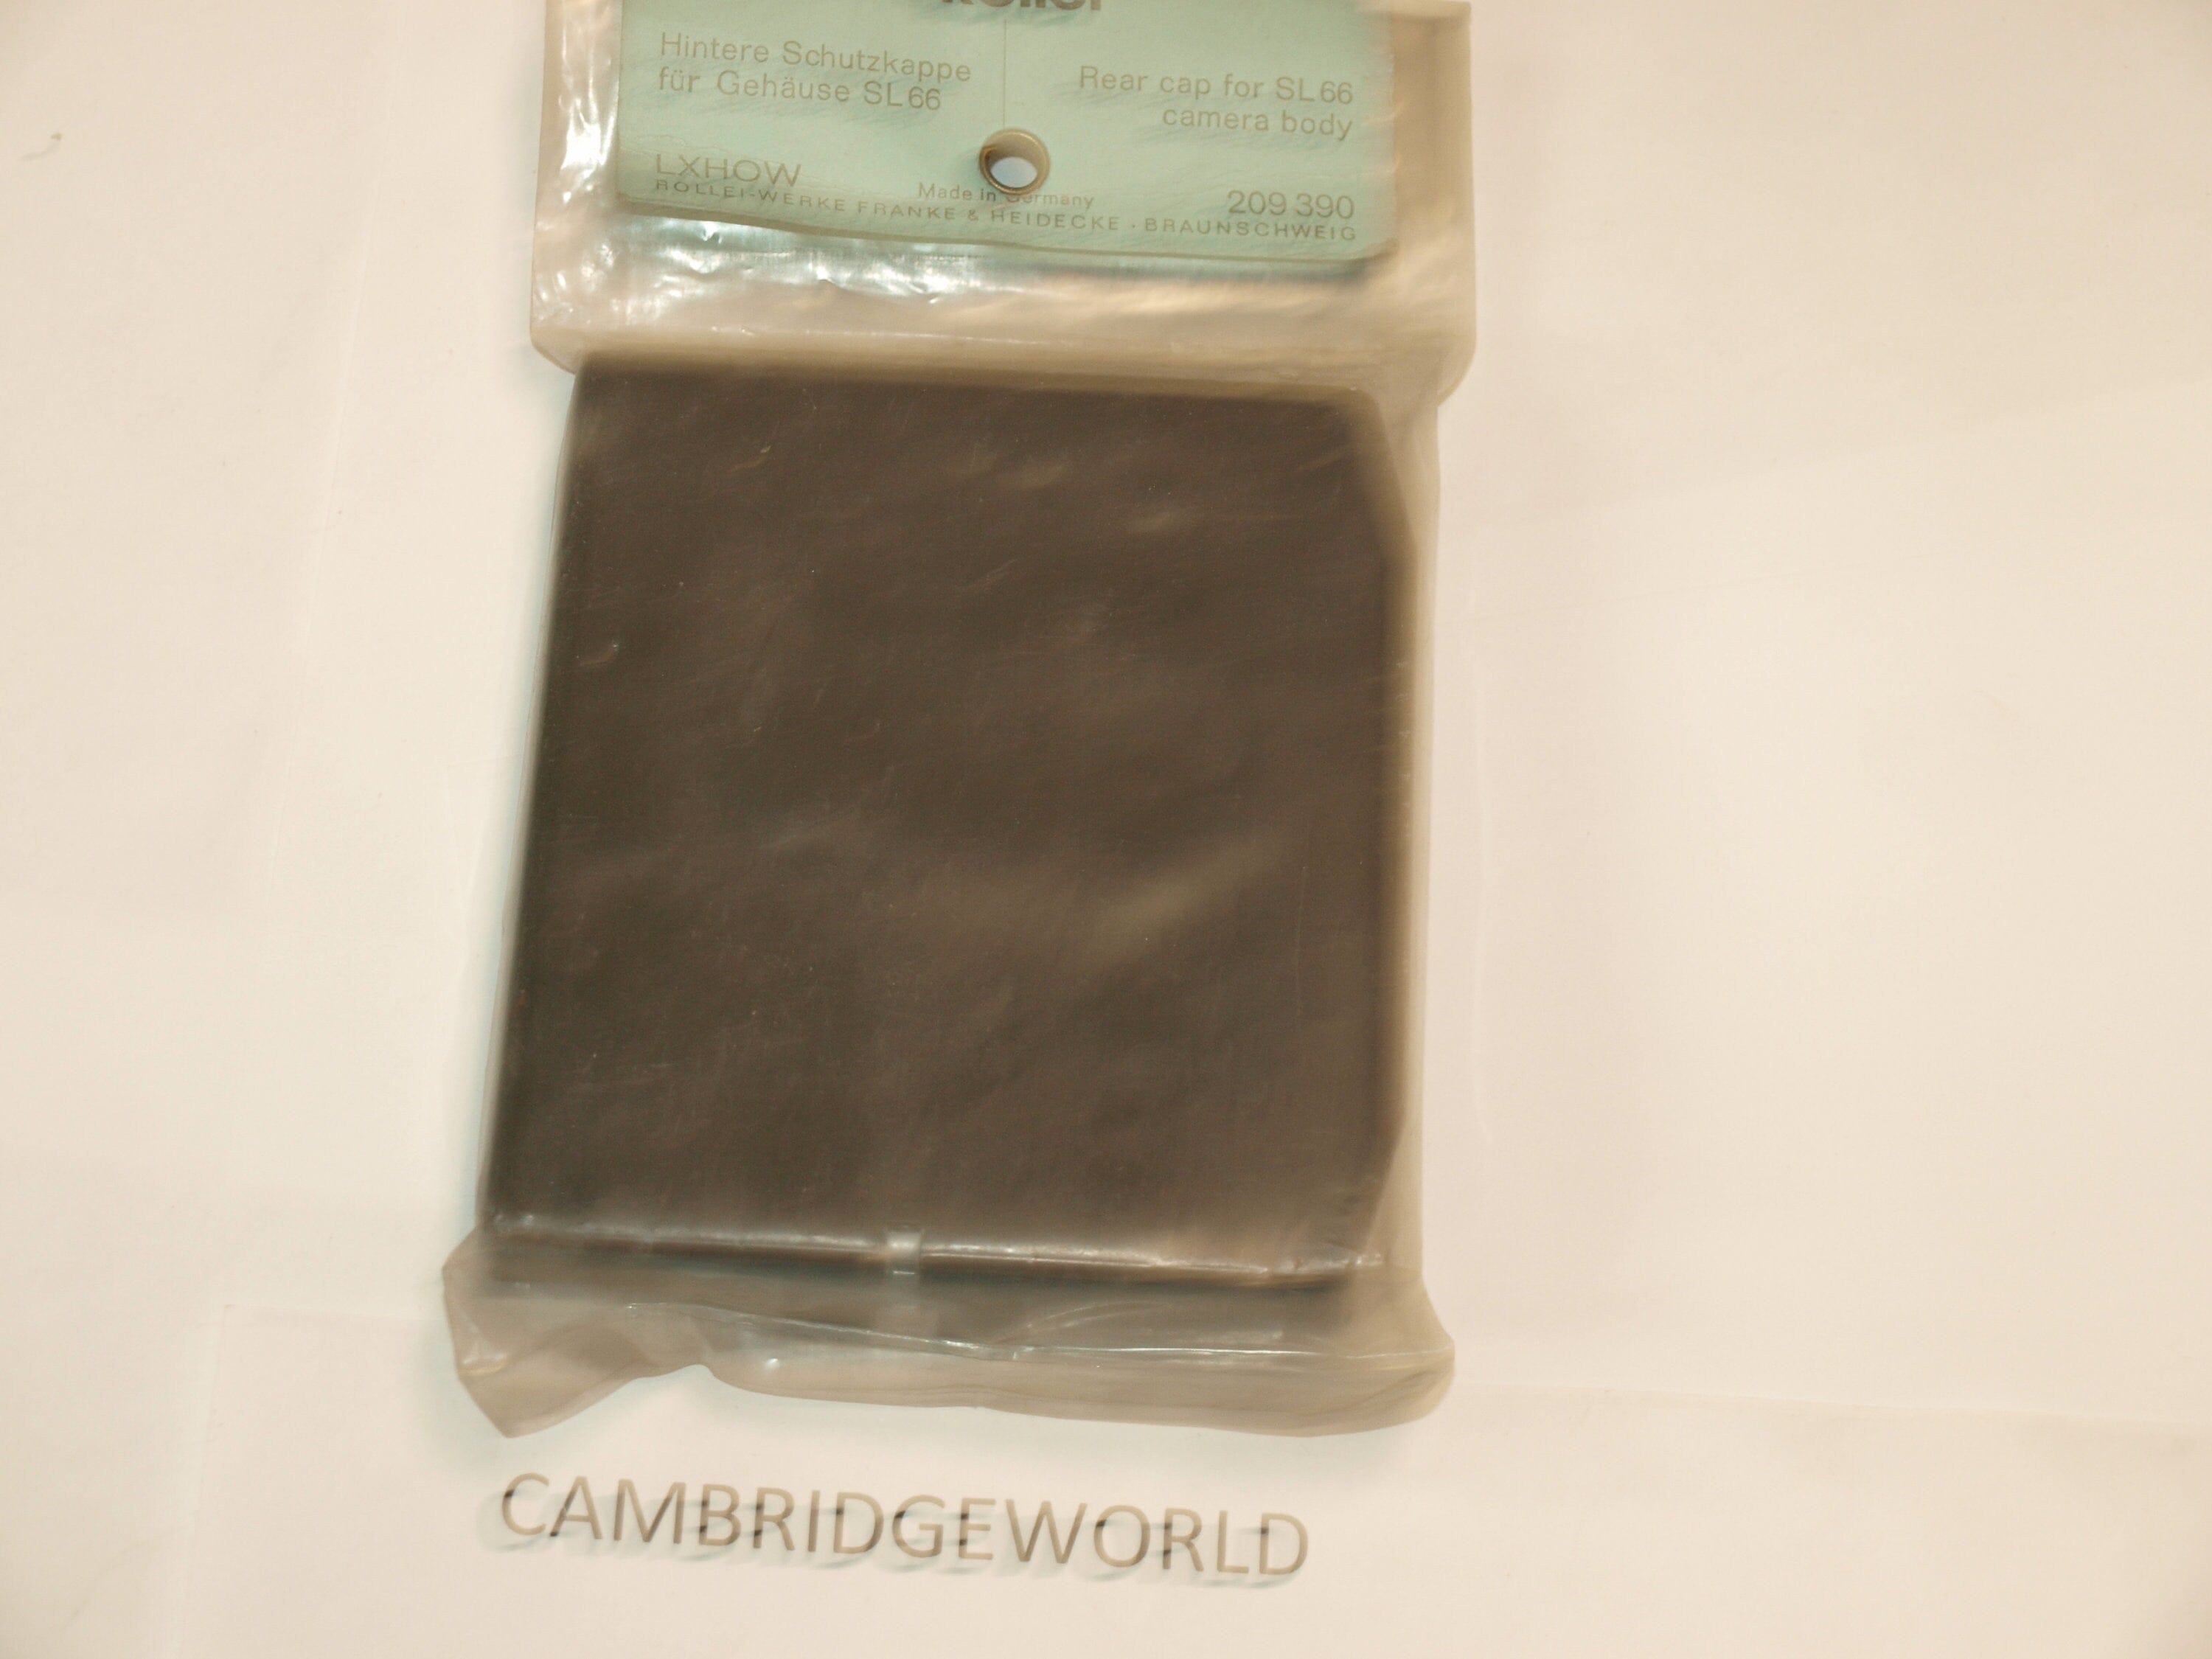 Rollei
Hintere Schutzkappe
für Gehäuse SL66
Rear cap for SL66
camera body
LXHOW
Made in Germany
209 390
ROLLEI-WERKE FRANKE & HEIDECKE · BRAUNSCHWEIG
CAMBRIDGEWORLD